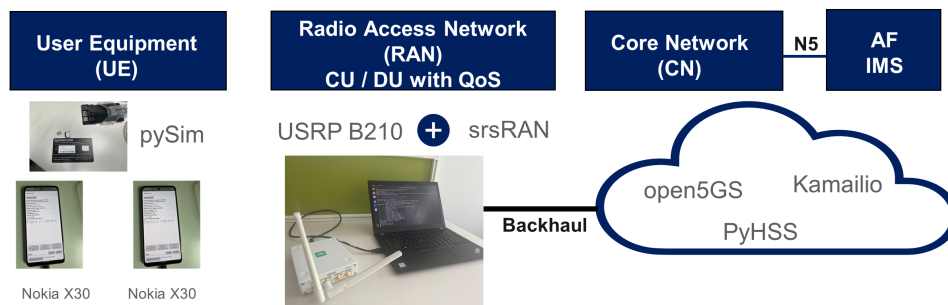 User Equipment
(UE)
Radio Access Network
(RAN)
CU / DU with QoS
Core Network
(CN)
N5
AF
IMS
pySim
USRP B210
+
srsRAN
open5GS
Kamailio
PyHSS
Backhaul
Nokia X30
Nokia X30